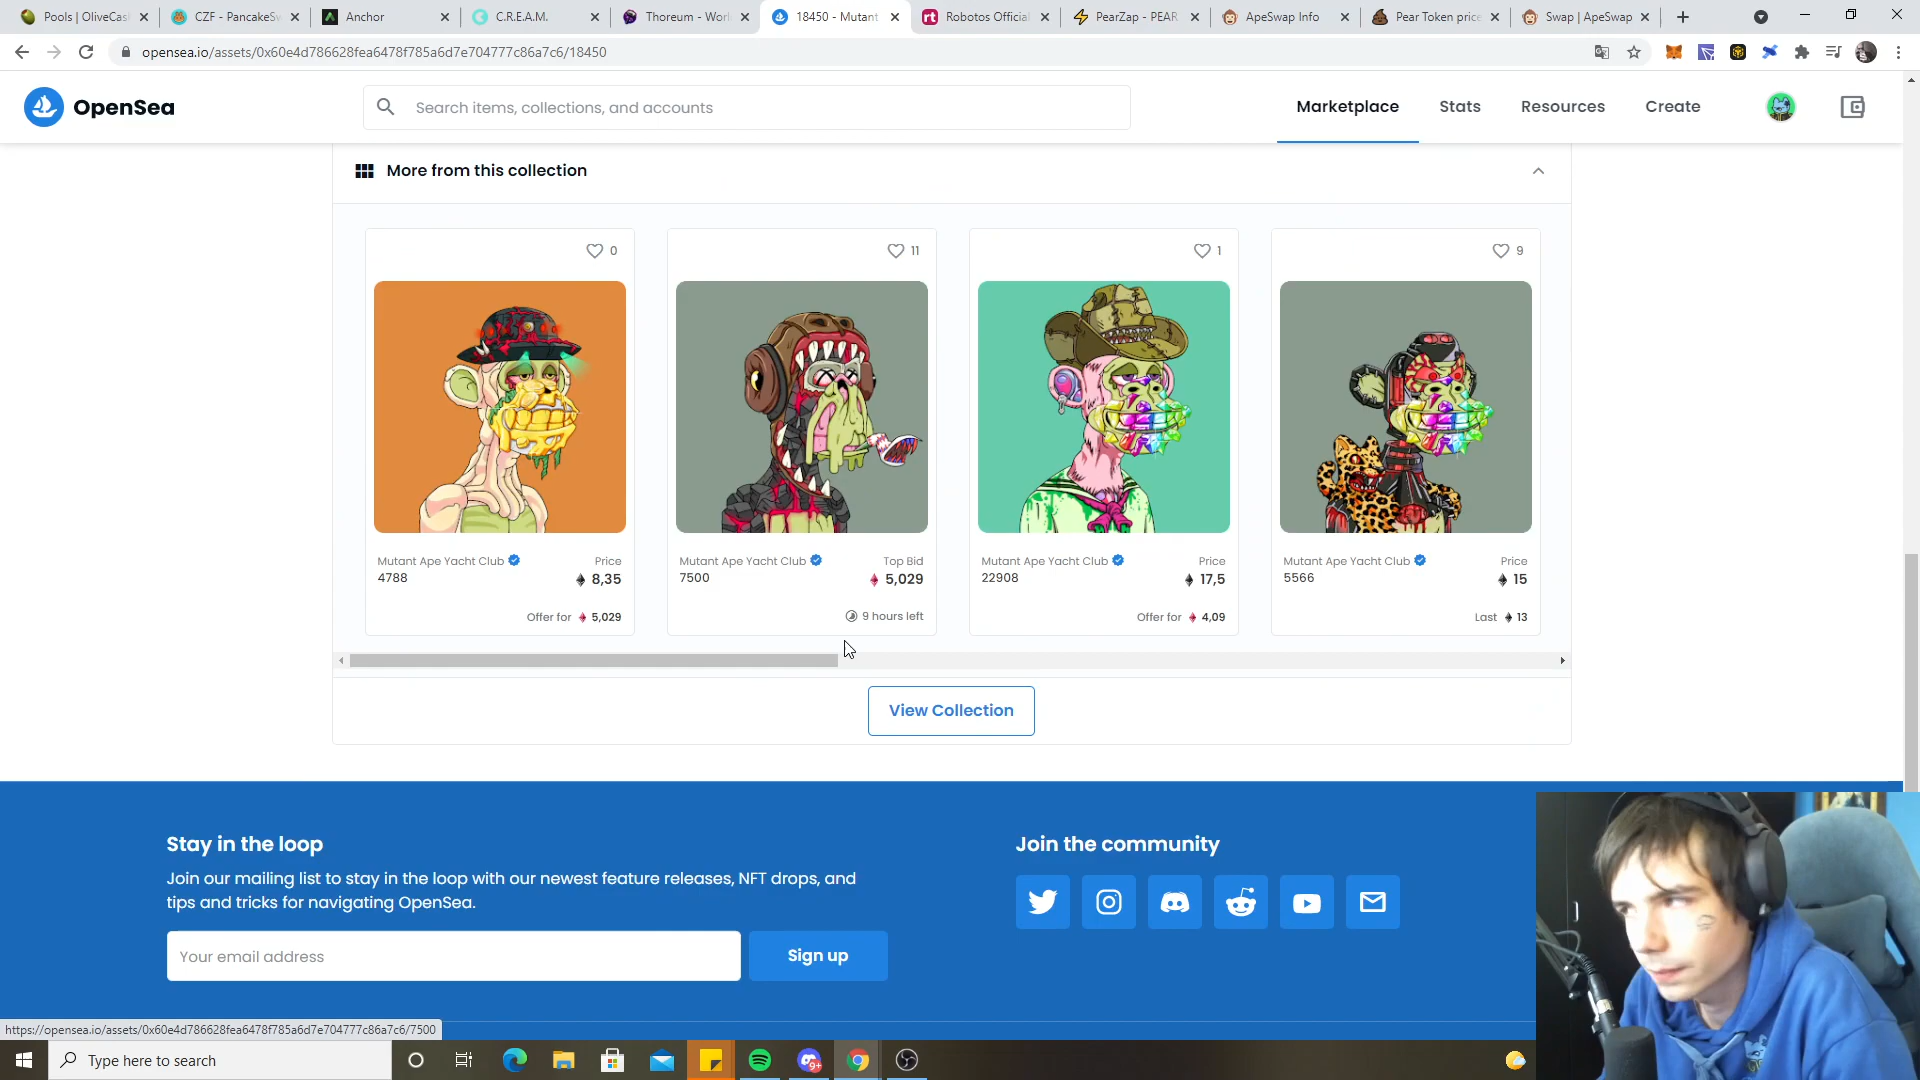 Pools | OliveCas
CZF - PancakeSw
Anchor
C.R.E.A.M.
Thoreum - Worl
18450 - Mutant
Robotos Official
PearZap - PEAR
ApeSwap Info
Pear Token price
Swap | ApeSwap
opensea.io/assets/0x60e4d786628fea6478f785a6d7e704777c86a7c6/18450
OpenSea
Search items, collections, and accounts
Marketplace
Stats
Resources
Create
More from this collection
0
11
1
9
Mutant Ape Yacht Club Price
4788 8,35
Offer for 5,029
Mutant Ape Yacht Club Top Bid
7500 5,029
9 hours left
Mutant Ape Yacht Club Price
22908 17,5
Offer for 4,09
Mutant Ape Yacht Club Price
5566 15
Last 13
View Collection
Stay in the loop
Join our mailing list to stay in the loop with our newest feature releases, NFT drops, and
tips and tricks for navigating OpenSea.
Your email address
Sign up
Join the community
https://opensea.io/assets/0x60e4d786628fea6478f785a6d7e704777c86a7c6/7500
Type here to search
9+